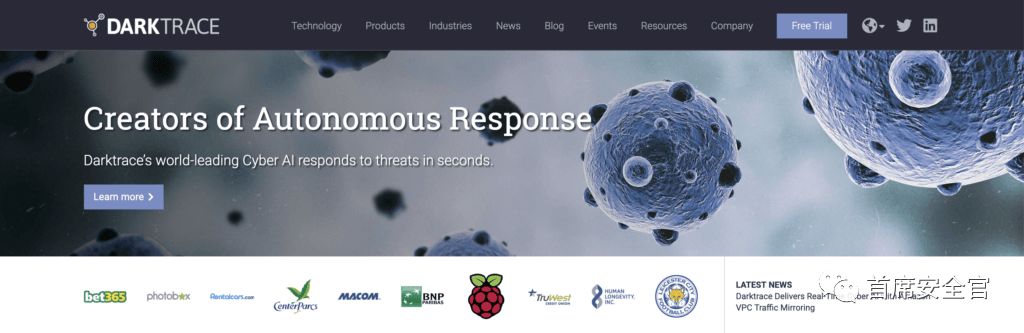 DARKTRACE
Technology Products Industries News Blog Events Resources Company Free Trial
Creators of Autonomous Response
Darktrace's world-leading Cyber AI responds to threats in seconds.
Learn more
bet365 photobox Rentalcars.com Center Parcs MACOM BNP PARIBAS TruWest CREDIT UNION HUMAN LONGEVITY, INC. LEICESTER CITY FOOTBALL CLUB
LATEST NEWS
Darktrace Delivers Real-Time
VPC Traffic Mirroring
首席安全官